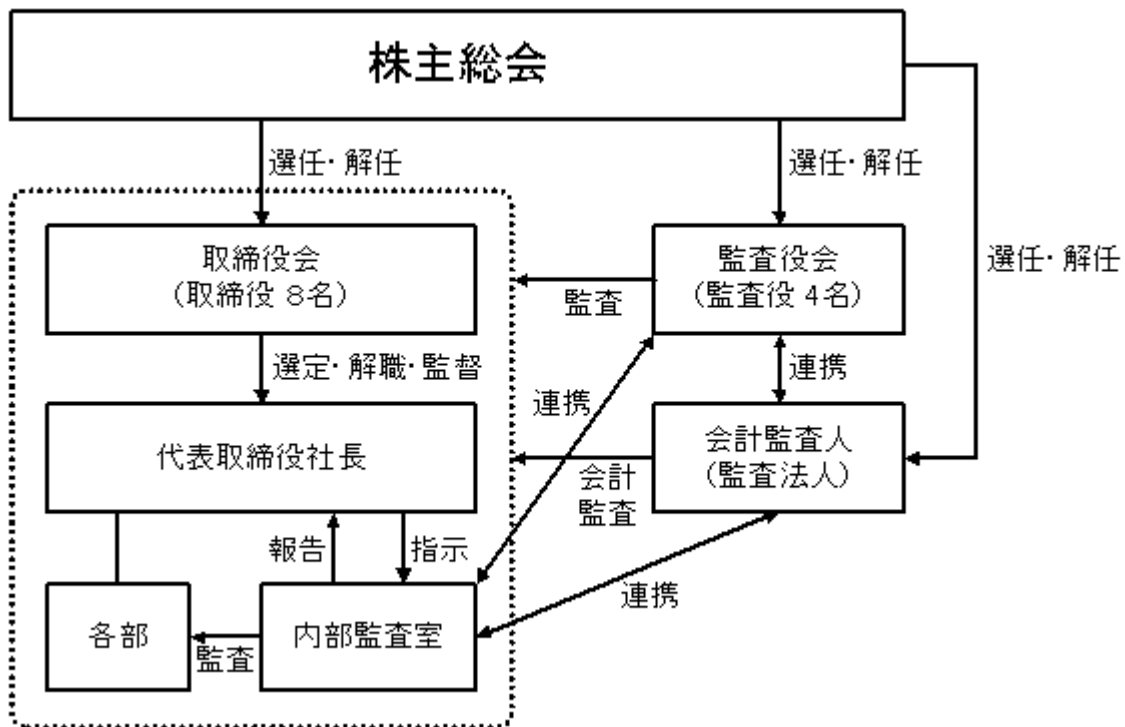 株主総会
選任・解任
選任・解任
選任・解任
取締役会
（取締役 8名）
監査役会
（監査役 4名）
監査
選定・解職・監督
連携
連携
代表取締役社長
会計監査人
（監査法人）
会計
監査
報告
指示
連携
各部
監査
内部監査室